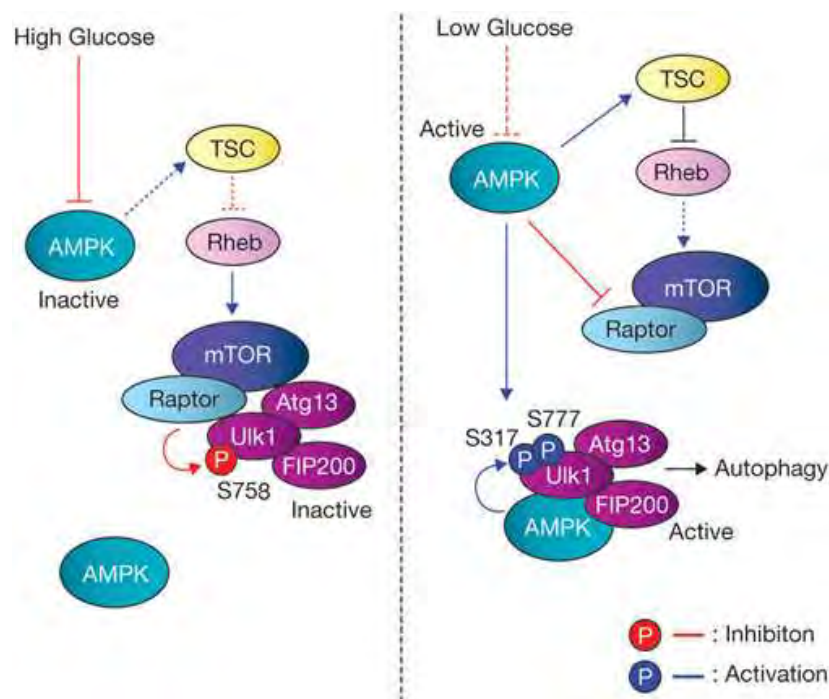 High Glucose
TSC
AMPK
Rheb
Inactive
mTOR
Raptor
Atg13
Ulk1
P
FIP200
S758
Inactive
AMPK
Low Glucose
TSC
Active
AMPK
Rheb
mTOR
Raptor
S777
S317
P
P
Atg13
Ulk1
Autophagy
FIP200
AMPK
Active
P : Inhibiton
P : Activation